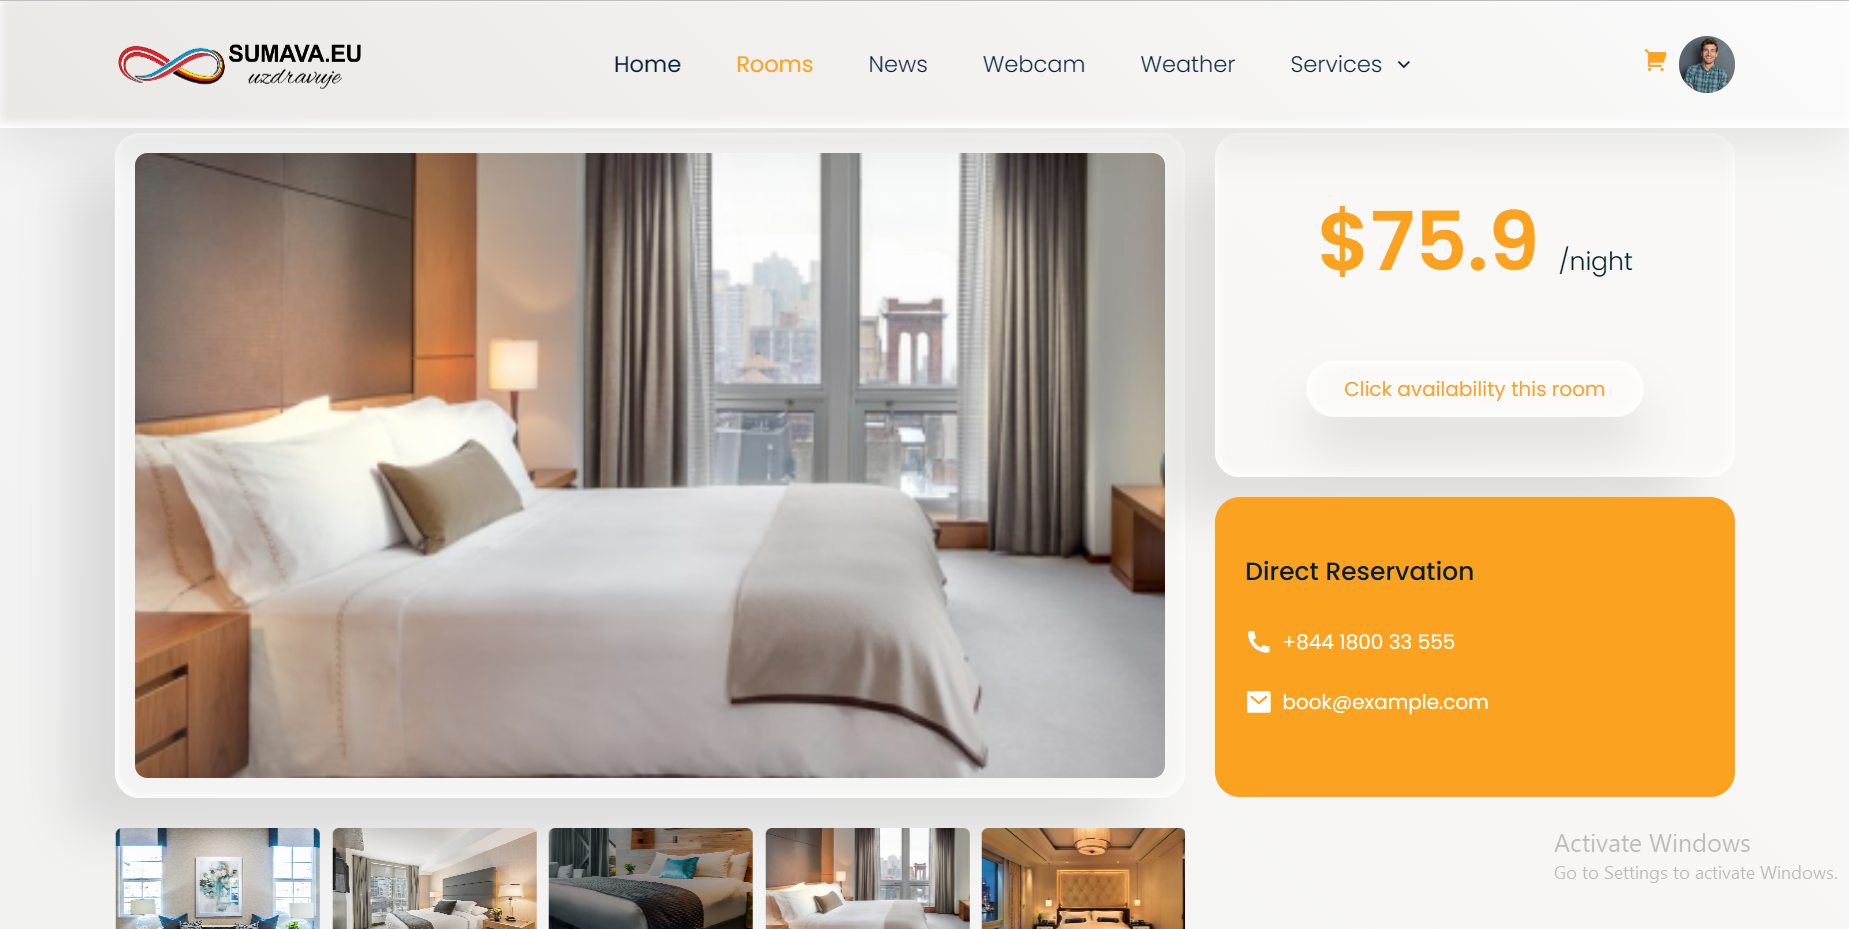 SUMAVA.EU
uzdravuje
Home Rooms News Webcam Weather Services
$75.9 /night
Click availability this room
Direct Reservation
+844 1800 33 555
book@example.com
Activate Windows
Go to Settings to activate Windows.